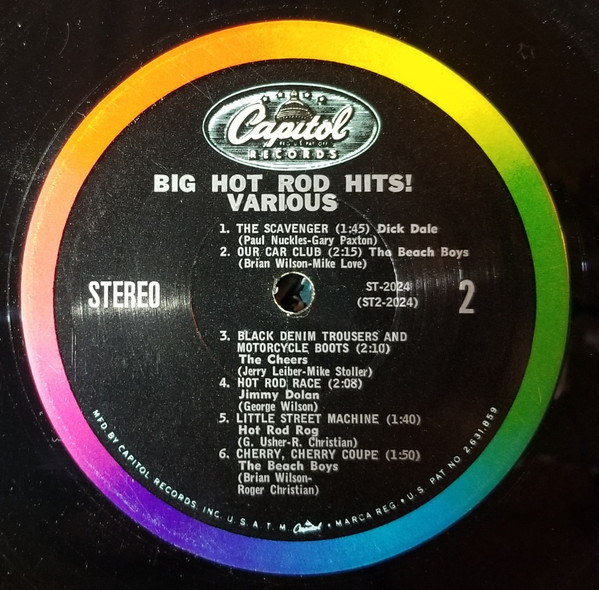 Capitol
RECORDS
BIG HOT ROD HITS!
VARIOUS
1. THE SCAVENGER (1:45) Dick Dale
(Paul Nuckles-Gary Paxton)
2. OUR CAR CLUB (2:15) The Beach Boys
(Brian Wilson-Mike Love)
STEREO
ST-2024
(ST2-2024)
2
3. BLACK DENIM TROUSERS AND
MOTORCYCLE BOOTS (2:10)
The Cheers
(Jerry Leiber-Mike Stoller)
4. HOT ROD RACE (2:08)
Jimmy Dolan
(George Wilson)
5. LITTLE STREET MACHINE (1:40)
Hot Rod Rog
(G. Usher-R. Christian)
6. CHERRY, CHERRY COUPE (1:50)
The Beach Boys
(Brian Wilson-
Roger Christian)
MFD. BY CAPITOL RECORDS, INC. U.S.A. T.M. Capitol • MARCA REG • U.S. PAT NO 2,631,859